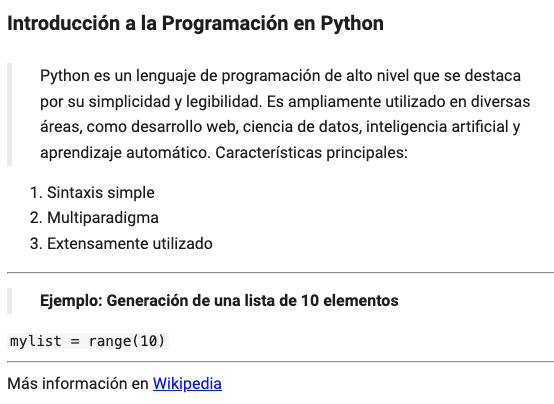 Introducción a la Programación en Python
Python es un lenguaje de programación de alto nivel que se destaca
por su simplicidad y legibilidad. Es ampliamente utilizado en diversas
áreas, como desarrollo web, ciencia de datos, inteligencia artificial y
aprendizaje automático. Características principales:
1. Sintaxis simple
2. Multiparadigma
3. Extensamente utilizado
Ejemplo: Generación de una lista de 10 elementos
mylist = range(10)
Más información en Wikipedia